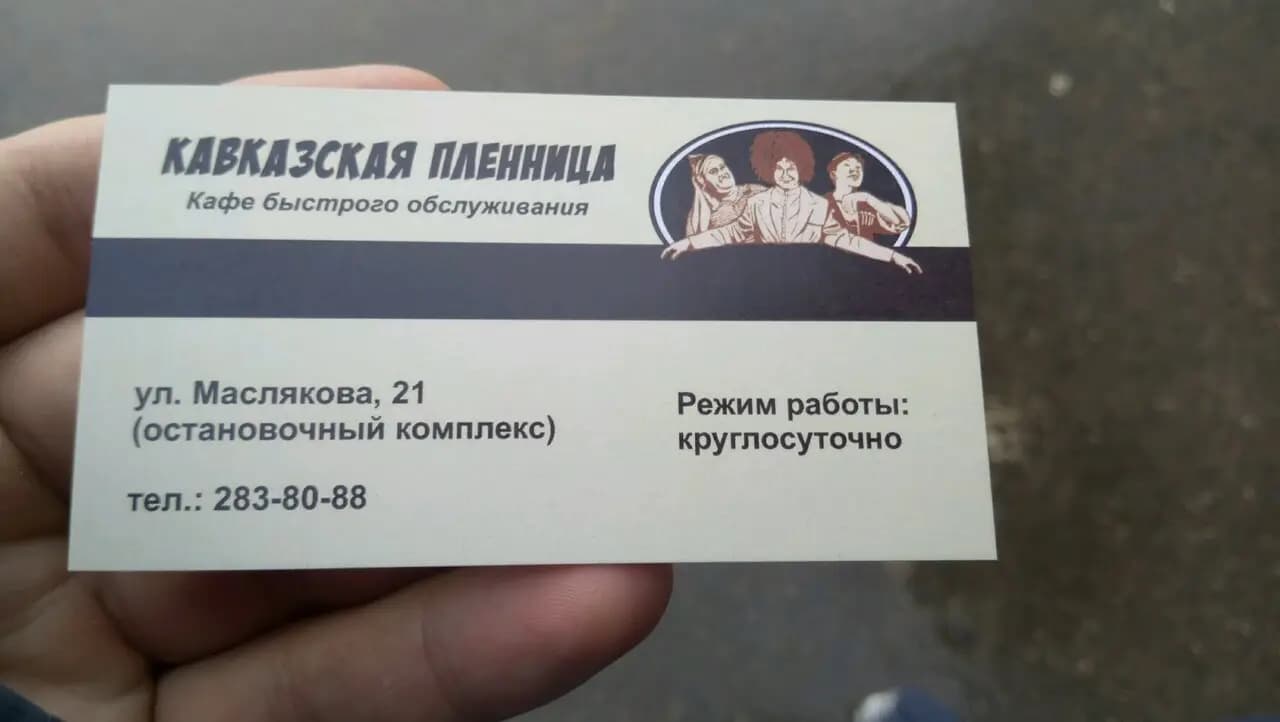 КАВКАЗСКАЯ ПЛЕННИЦА
Кафе быстрого обслуживания
ул. Маслякова, 21
(остановочный комплекс)
тел.: 283-80-88
Режим работы:
круглосуточно